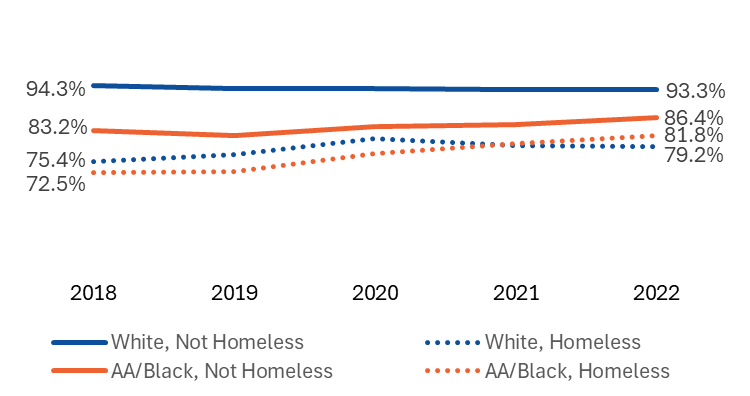 94.3%
93.3%
83.2%
86.4%
81.8%
75.4%
79.2%
72.5%
2018 2019 2020 2021 2022
White, Not Homeless White, Homeless
AA/Black, Not Homeless AA/Black, Homeless